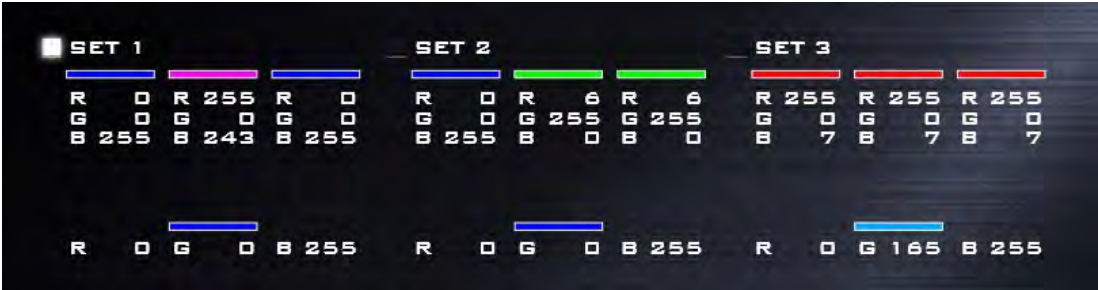 SET 1 SET 2 SET 3
R 0 R 255 R 0 R 0 R 6 R 6 R 255 R 255 R 255
G 0 G 0 G 0 G 0 G 255 G 255 G 0 G 0 G 0
B 255 B 243 B 255 B 255 B 0 B 0 B 7 B 7 B 7
R 0 G 0 B 255 R 0 G 0 B 255 R 0 G 165 B 255